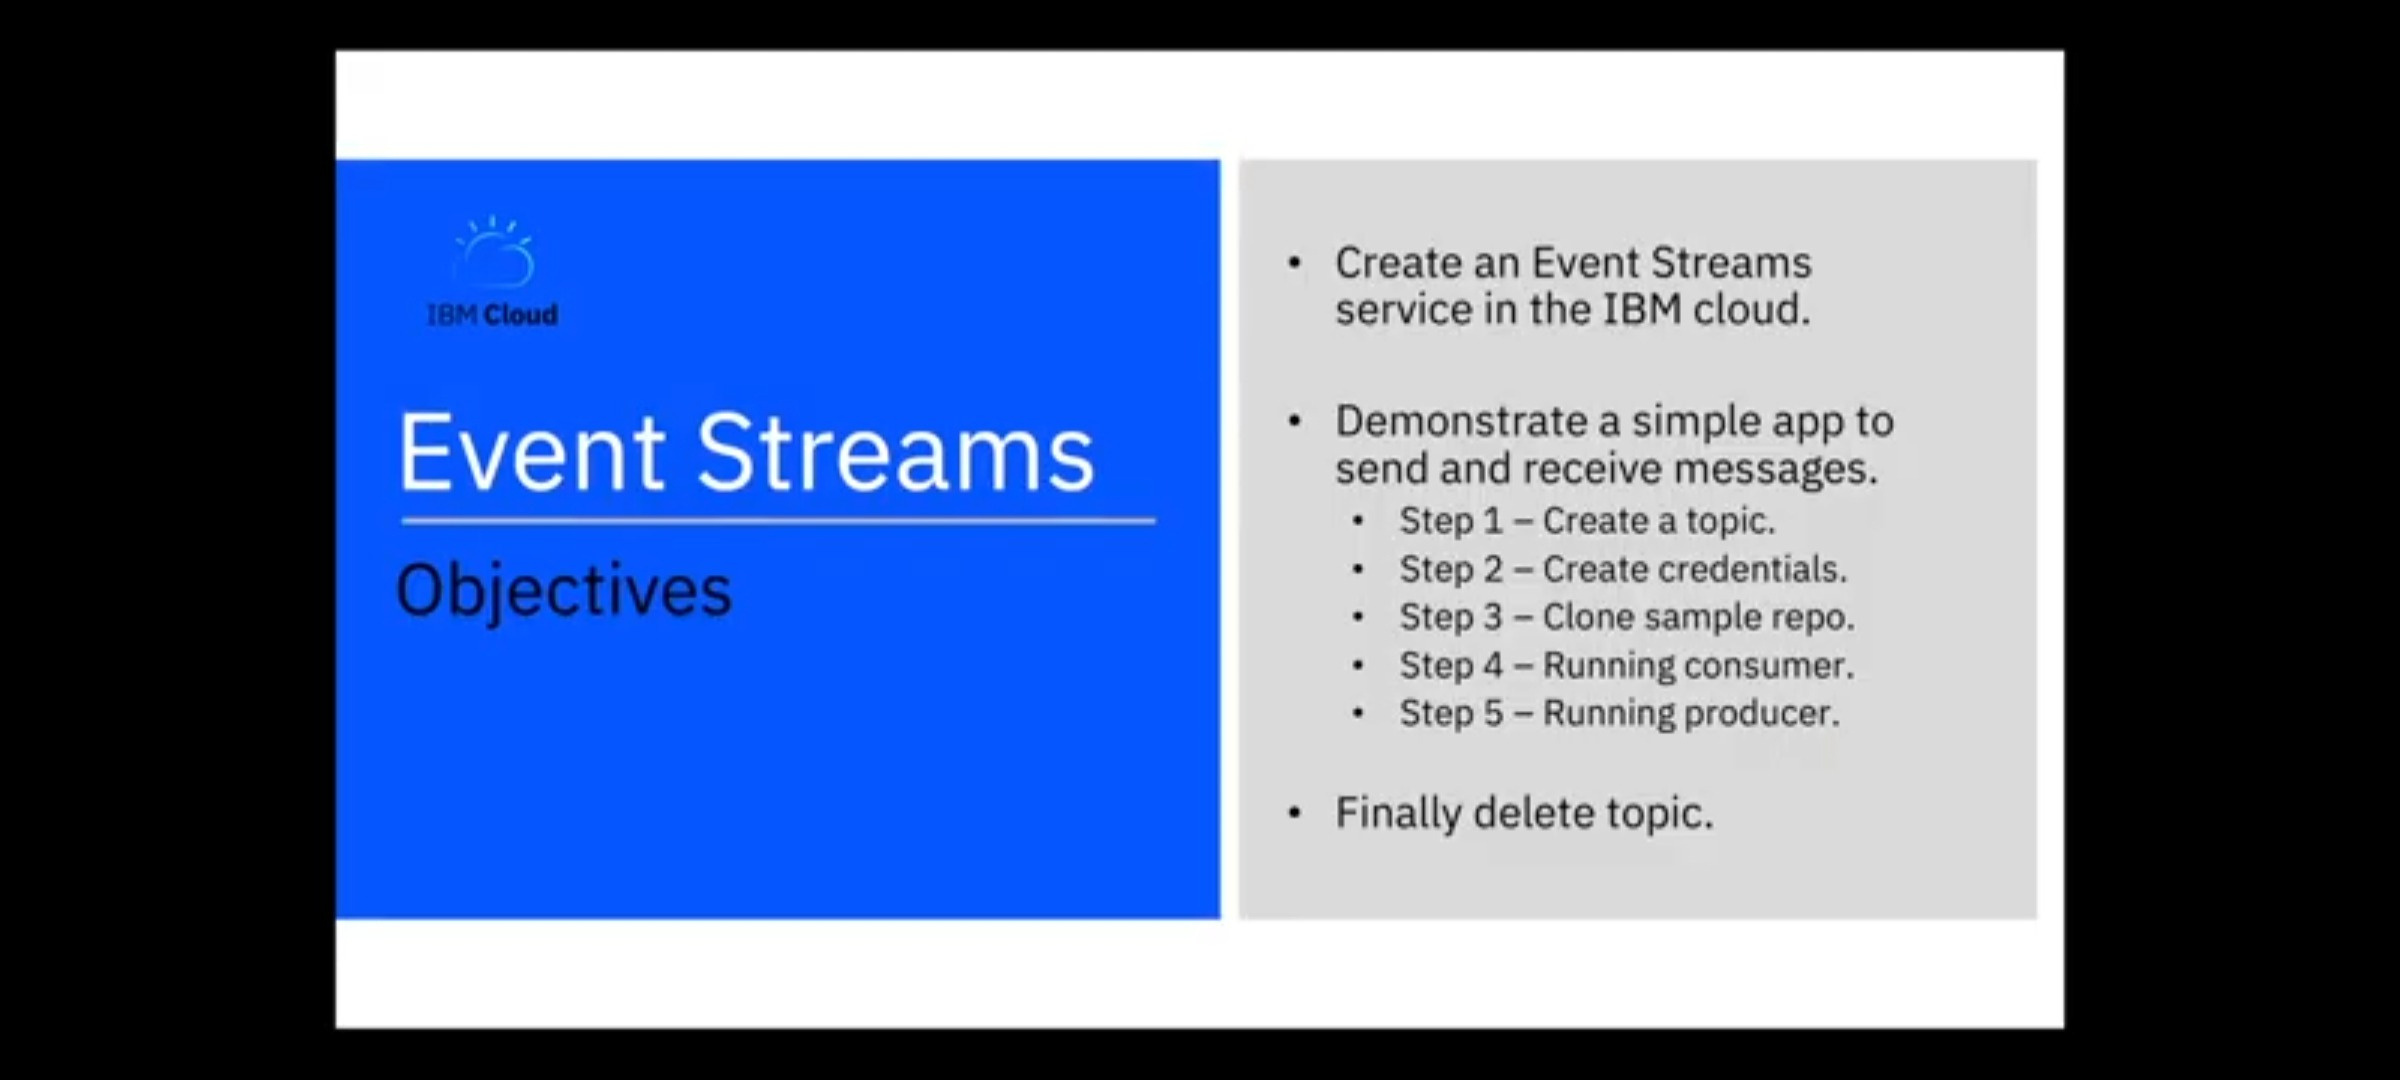 IBM Cloud
Event Streams
Objectives
• Create an Event Streams
service in the IBM cloud.
• Demonstrate a simple app to
send and receive messages.
• Step 1 – Create a topic.
• Step 2 – Create credentials.
• Step 3 – Clone sample repo.
• Step 4 – Running consumer.
• Step 5 – Running producer.
• Finally delete topic.